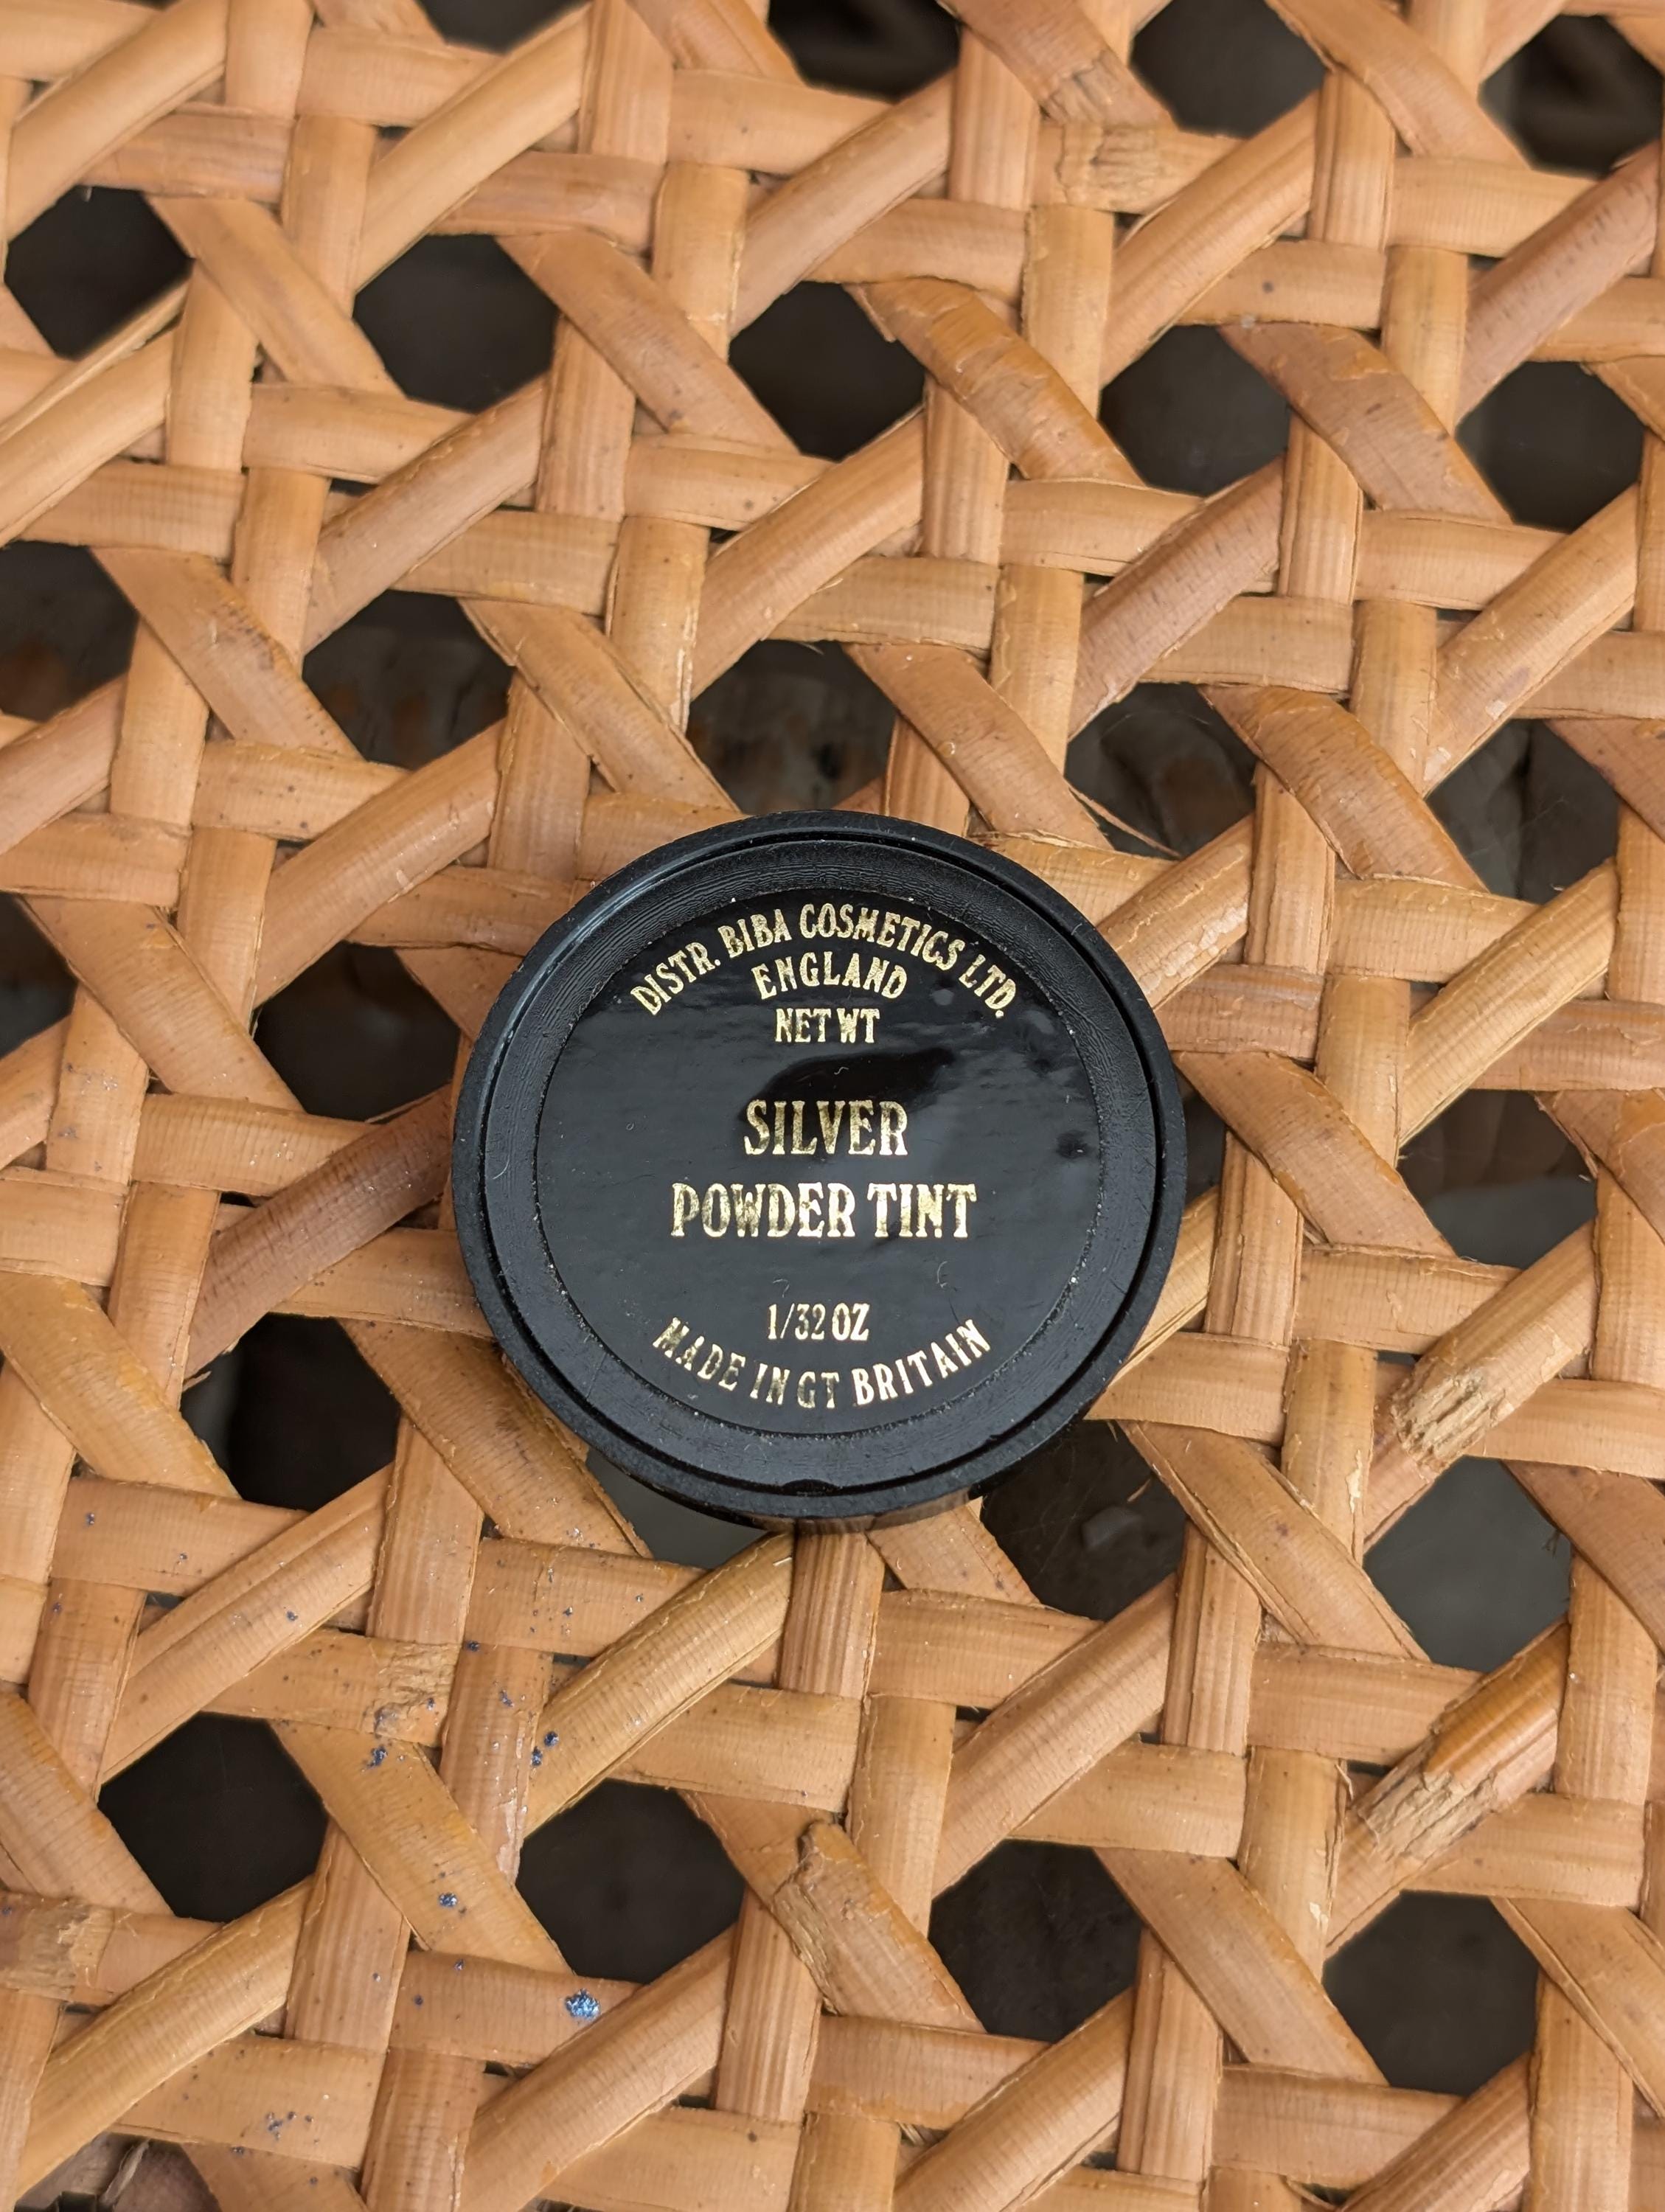 DISTR. BIBA COSMETICS LTD.
ENGLAND
NET WT
SILVER
POWDER TINT
1/32 OZ
MADE IN GT BRITAIN